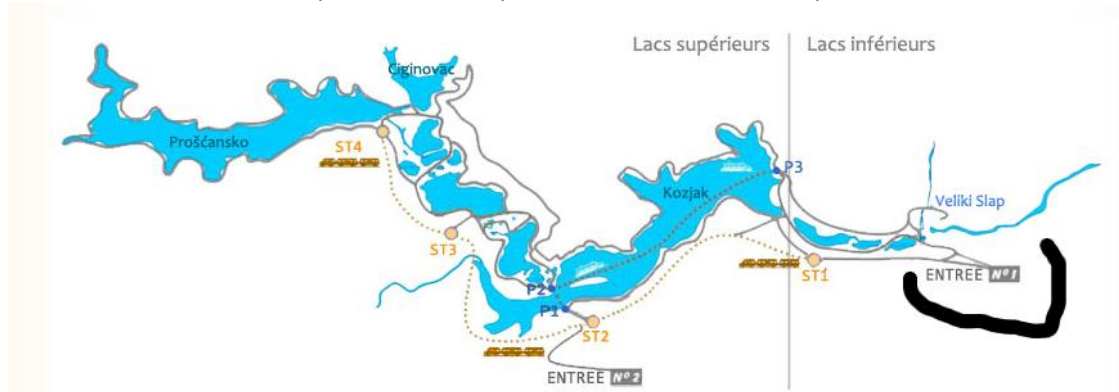 Lacs supérieurs
Lacs inférieurs
Ciginovac
Prošćansko
ST4
P3
Kozjak
Veliki Slap
ST3
ST1
ENTREE Nº1
P2
P1
ST2
ENTREE Nº2